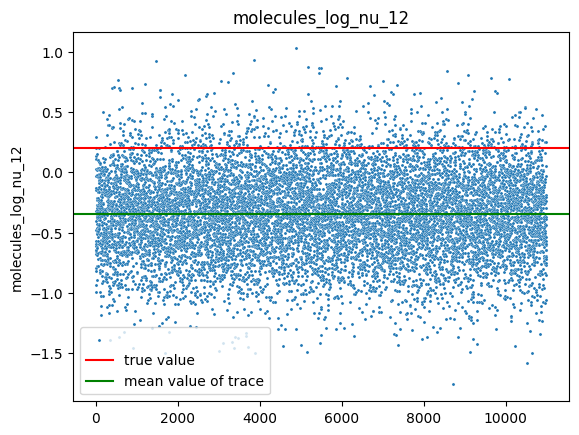 molecules_log_nu_12
molecules_log_nu_12
1.0
0.5
0.0
−0.5
−1.0
−1.5
true value
mean value of trace
0 2000 4000 6000 8000 10000